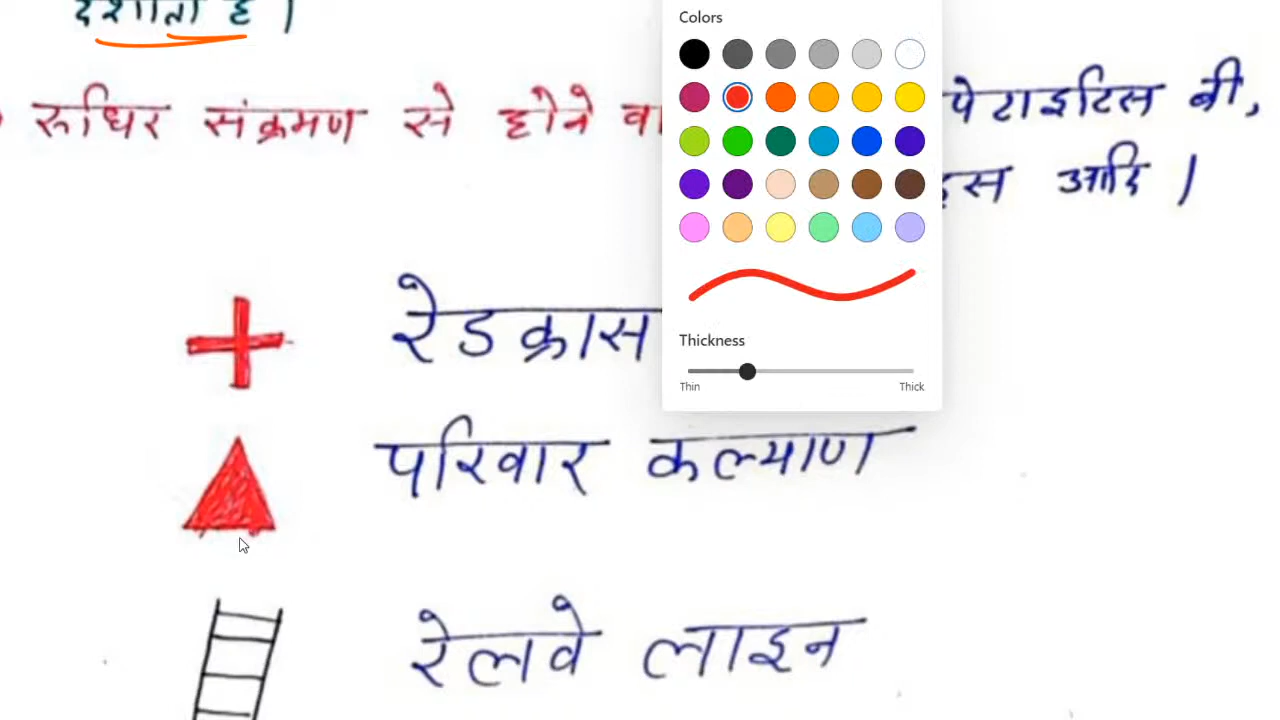 दर्शाता है।
Colors
रुधिर संक्रमण से होने
पेटाइटिस बी,
आदि।
रेडक्रास
Thickness
Thin Thick
परिवार कल्याण
रेलवे लाइन